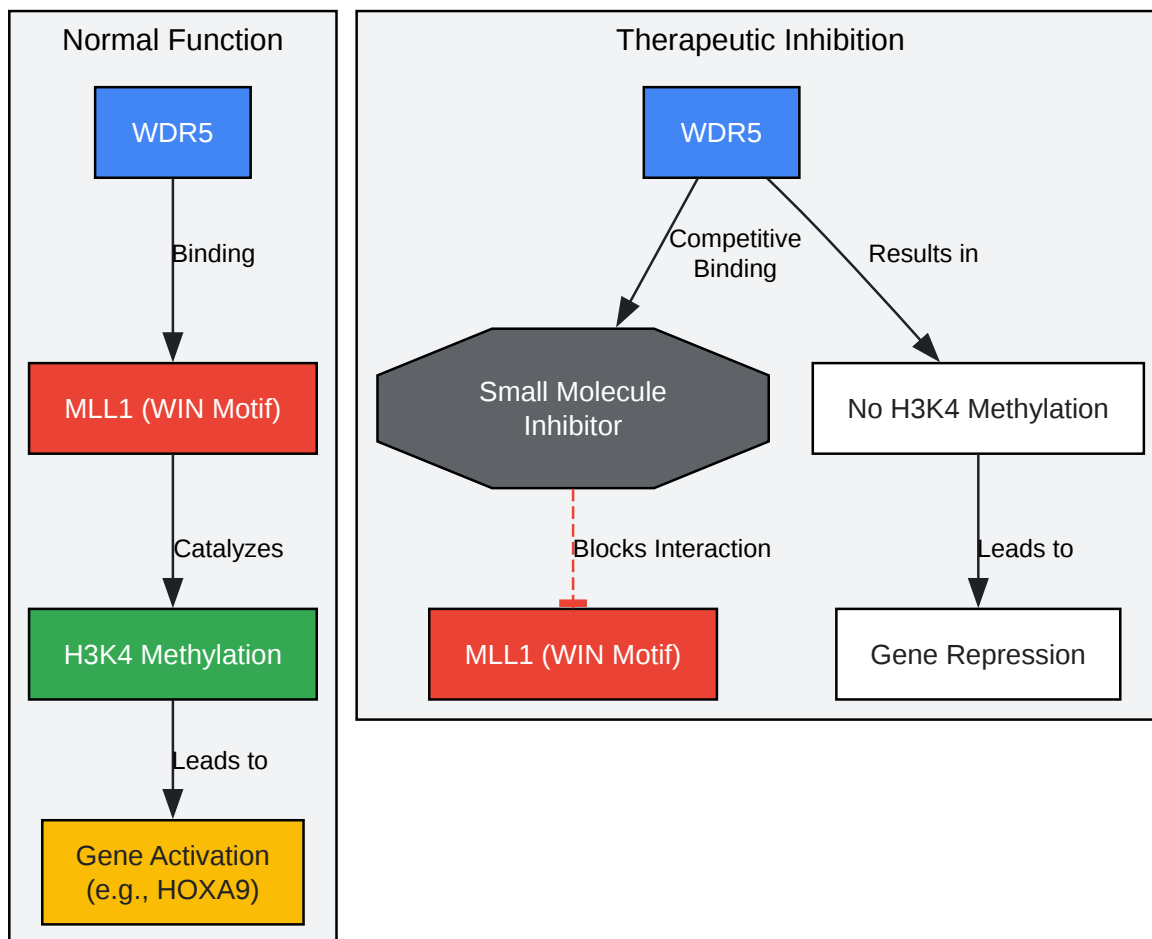 Normal Function
WDR5
Binding
MLL1 (WIN Motif)
Catalyzes
H3K4 Methylation
Leads to
Gene Activation
(e.g., HOXA9)
Therapeutic Inhibition
WDR5
Competitive
Binding
Results in
Small Molecule
Inhibitor
No H3K4 Methylation
Blocks Interaction
Leads to
MLL1 (WIN Motif)
Gene Repression